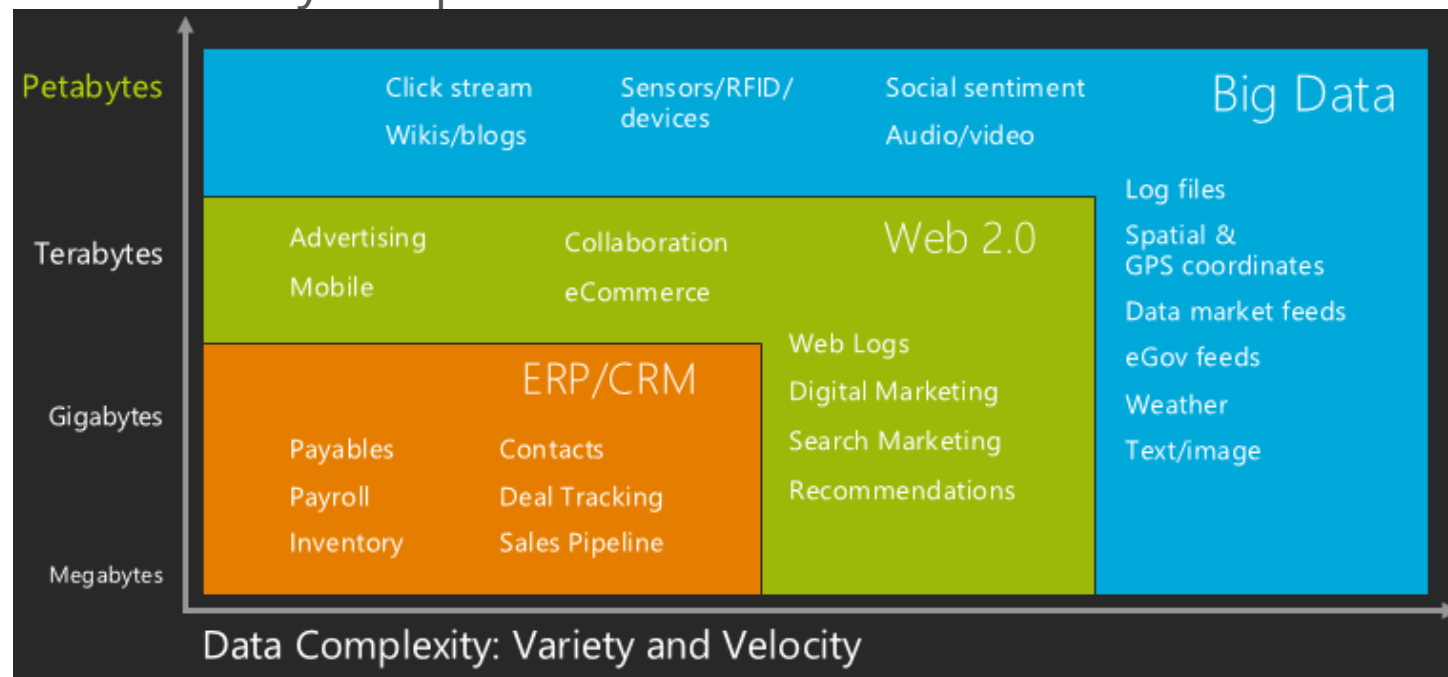 Petabytes
Click stream
Wikis/blogs
Sensors/RFID/
devices
Social sentiment
Audio/video
Big Data
Log files
Spatial &
GPS coordinates
Data market feeds
eGov feeds
Weather
Text/image
Terabytes
Advertising
Mobile
Collaboration
eCommerce
Web 2.0
Web Logs
Digital Marketing
Search Marketing
Recommendations
Gigabytes
ERP/CRM
Payables
Payroll
Inventory
Contacts
Deal Tracking
Sales Pipeline
Megabytes
Data Complexity: Variety and Velocity